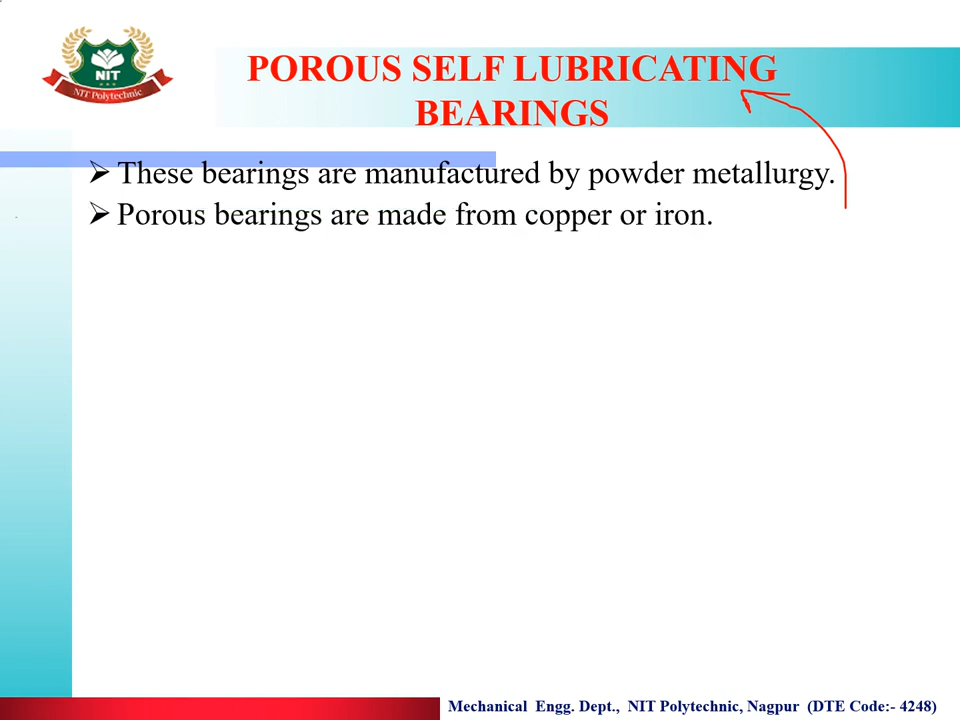 NIT
NIT Polytechnic
POROUS SELF LUBRICATING
BEARINGS
➢ These bearings are manufactured by powder metallurgy.
➢ Porous bearings are made from copper or iron.
Mechanical Engg. Dept., NIT Polytechnic, Nagpur (DTE Code:- 4248)